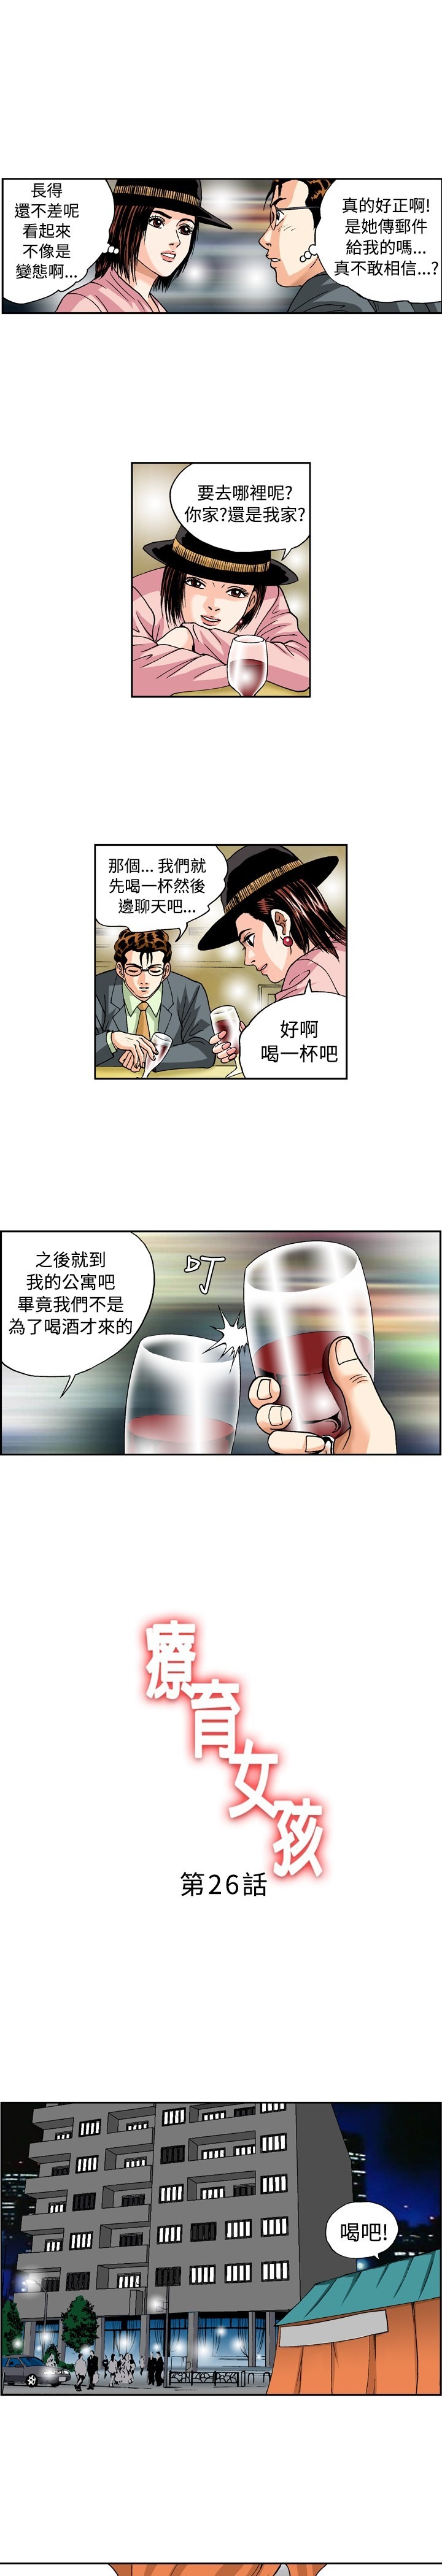 長得
還不差呢
看起來
不像是
變態啊...
真的好正啊!
是她傳郵件
給我的嗎...
真不敢相信...?
要去哪裡呢?
你家?還是我家?
那個... 我們就
先喝一杯然後
邊聊天吧...
好啊
喝一杯吧
之後就到
我的公寓吧
畢竟我們不是
為了喝酒才來的
叮
療育女孩
第26話
喝吧!